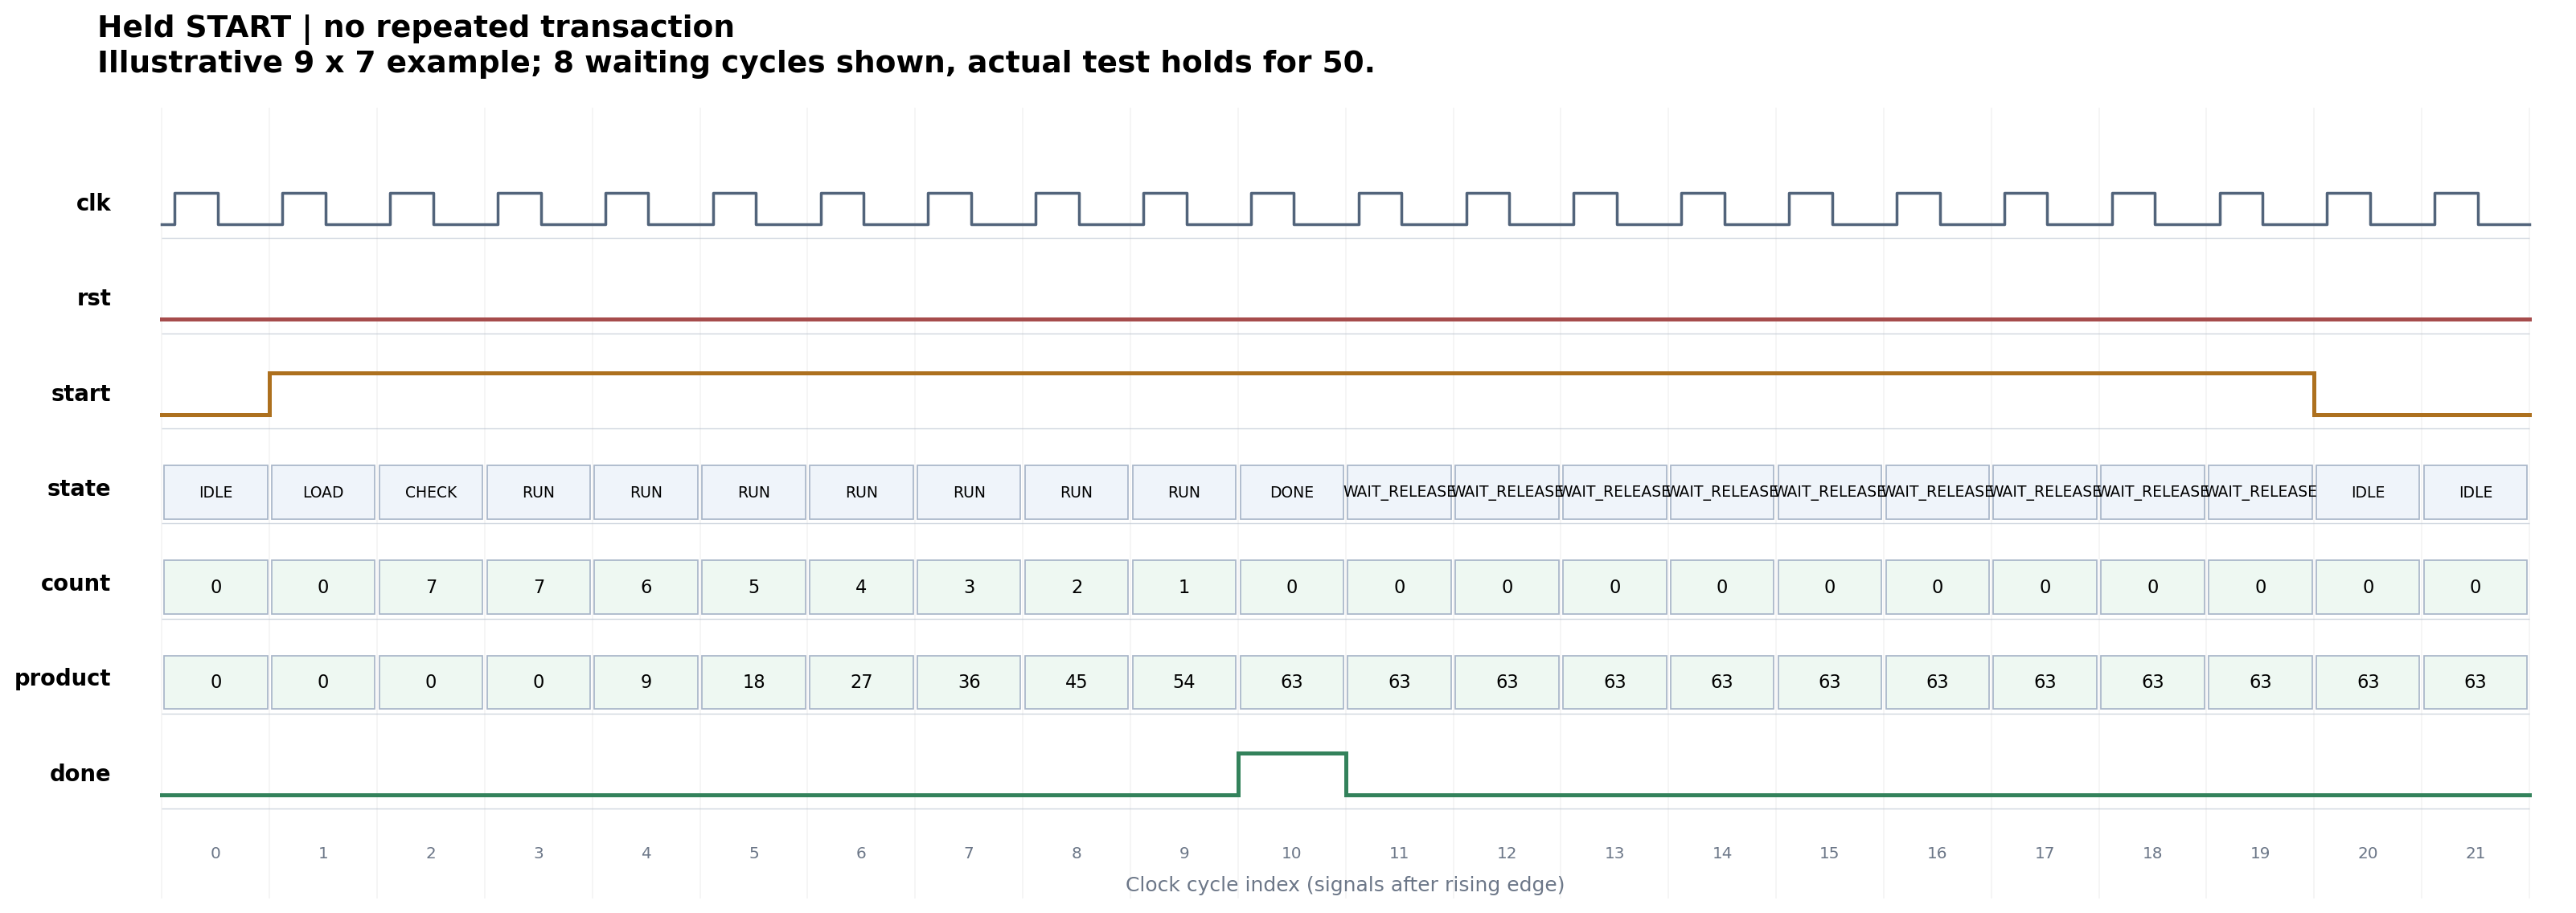 Held START | no repeated transaction
Illustrative 9 x 7 example; 8 waiting cycles shown, actual test holds for 50.
clk
rst
start
state IDLE LOAD CHECK RUN RUN RUN RUN RUN RUN RUN DONE WAIT_RELEASE WAIT_RELEASE WAIT_RELEASE WAIT_RELEASE WAIT_RELEASE WAIT_RELEASE WAIT_RELEASE WAIT_RELEASE WAIT_RELEASE IDLE IDLE
count 0 0 7 7 6 5 4 3 2 1 0 0 0 0 0 0 0 0 0 0 0 0
product 0 0 0 0 9 18 27 36 45 54 63 63 63 63 63 63 63 63 63 63 63 63
done
0 1 2 3 4 5 6 7 8 9 10 11 12 13 14 15 16 17 18 19 20 21
Clock cycle index (signals after rising edge)